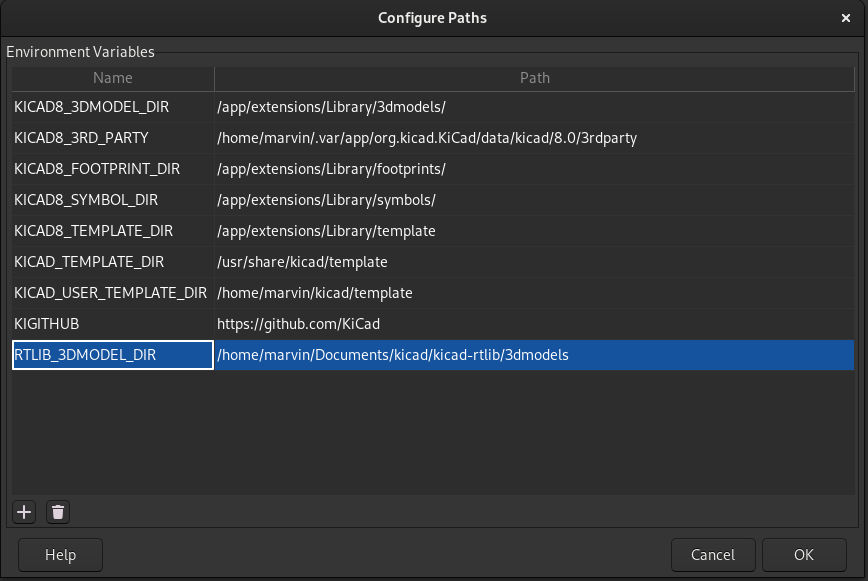 Configure Paths
Environment Variables
Name Path
KICAD8_3DMODEL_DIR /app/extensions/Library/3dmodels/
KICAD8_3RD_PARTY /home/marvin/.var/app/org.kicad.KiCad/data/kicad/8.0/3rdparty
KICAD8_FOOTPRINT_DIR /app/extensions/Library/footprints/
KICAD8_SYMBOL_DIR /app/extensions/Library/symbols/
KICAD8_TEMPLATE_DIR /app/extensions/Library/template
KICAD_TEMPLATE_DIR /usr/share/kicad/template
KICAD_USER_TEMPLATE_DIR /home/marvin/kicad/template
KIGITHUB https://github.com/KiCad
RTLIB_3DMODEL_DIR /home/marvin/Documents/kicad/kicad-rtlib/3dmodels
Help Cancel OK